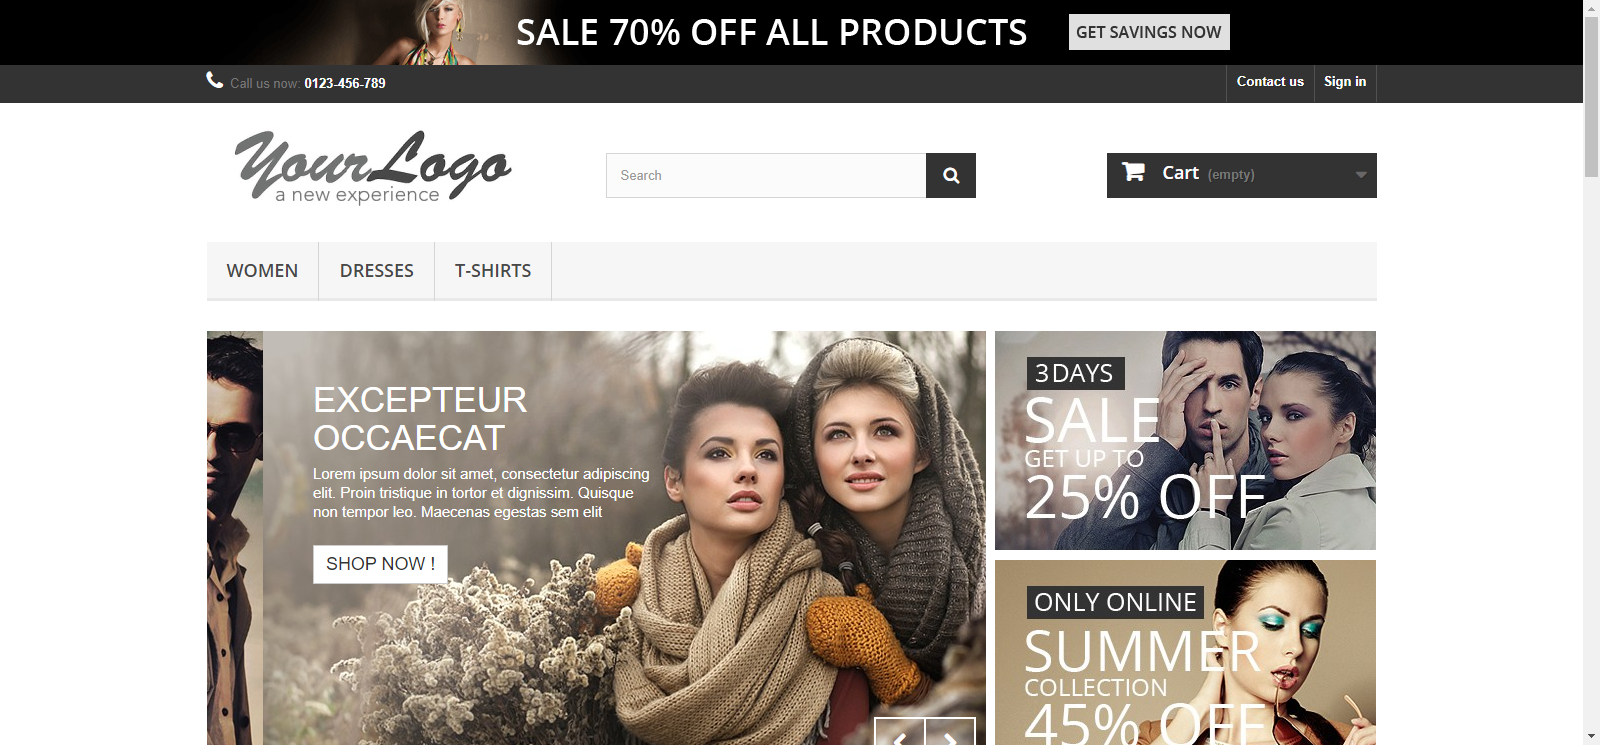 SALE 70% OFF ALL PRODUCTS
GET SAVINGS NOW
Call us now: 0123-456-789
Contact us
Sign in
YourLogo
a new experience
Search
Cart (empty)
WOMEN
DRESSES
T-SHIRTS
EXCEPTEUR
OCCAECAT
Lorem ipsum dolor sit amet, consectetur adipiscing
elit. Proin tristique in tortor et dignissim. Quisque
non tempor leo. Maecenas egestas sem elit
SHOP NOW !
3 DAYS
SALE
GET UP TO
25% OFF
ONLY ONLINE
SUMMER
COLLECTION
45% OFF